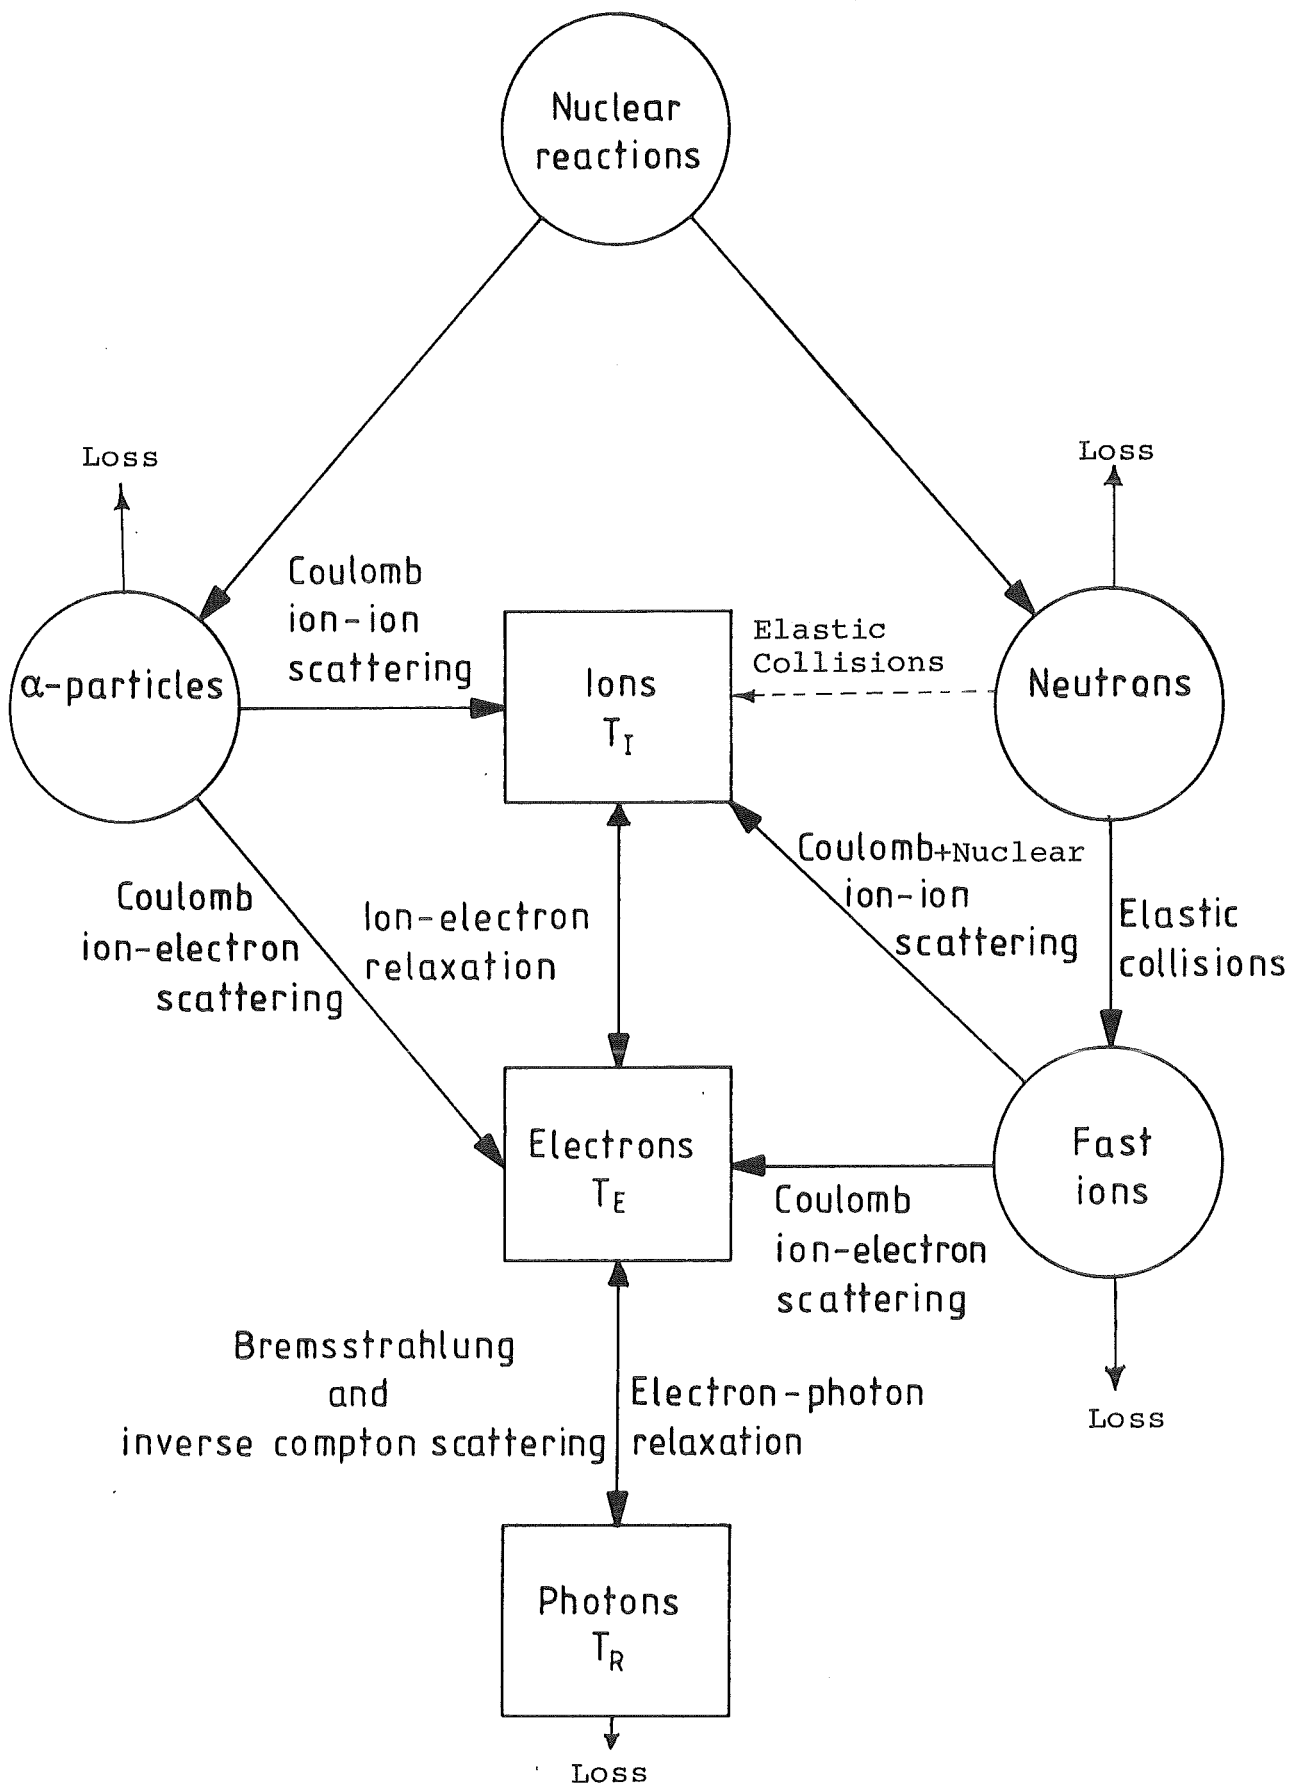 Nuclear
reactions
Loss
Loss
Coulomb
ion-ion
scattering
Elastic
Collisions
α-particles
Ions
T_I
Neutrons
Coulomb+Nuclear
ion-ion
scattering
Coulomb
ion-electron
scattering
Ion-electron
relaxation
Elastic
collisions
Electrons
T_E
Fast
ions
Coulomb
ion-electron
scattering
Bremsstrahlung
and
inverse compton scattering
Electron-photon
relaxation
Loss
Photons
T_R
Loss